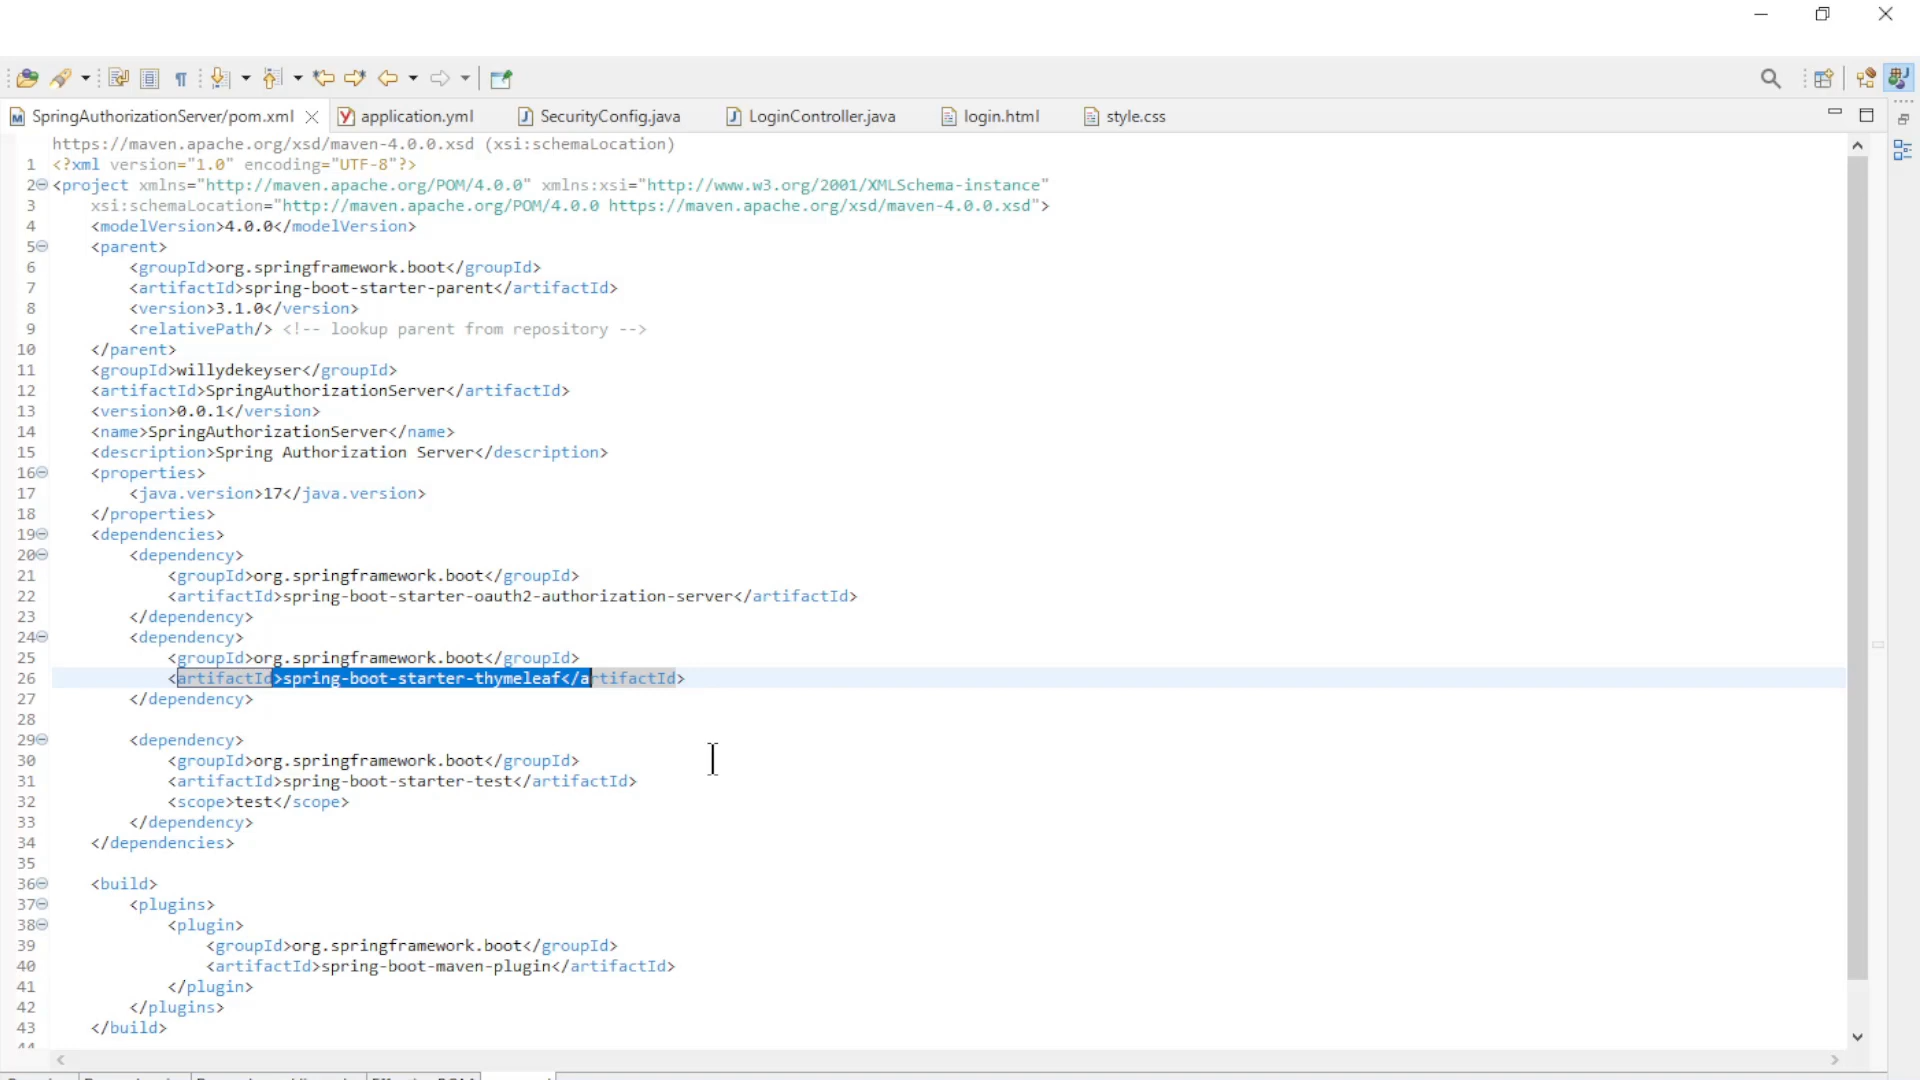 SpringAuthorizationServer/pom.xml
application.yml
SecurityConfig.java
LoginController.java
login.html
style.css
https://maven.apache.org/xsd/maven-4.0.0.xsd (xsi:schemaLocation)
1 <?xml version="1.0" encoding="UTF-8"?>
2 <project xmlns="http://maven.apache.org/POM/4.0.0" xmlns:xsi="http://www.w3.org/2001/XMLSchema-instance"
3 xsi:schemaLocation="http://maven.apache.org/POM/4.0.0 https://maven.apache.org/xsd/maven-4.0.0.xsd">
4 <modelVersion>4.0.0</modelVersion>
5 <parent>
6 <groupId>org.springframework.boot</groupId>
7 <artifactId>spring-boot-starter-parent</artifactId>
8 <version>3.1.0</version>
9 <relativePath/> <!-- lookup parent from repository -->
10 </parent>
11 <groupId>willydekeyser</groupId>
12 <artifactId>SpringAuthorizationServer</artifactId>
13 <version>0.0.1</version>
14 <name>SpringAuthorizationServer</name>
15 <description>Spring Authorization Server</description>
16 <properties>
17 <java.version>17</java.version>
18 </properties>
19 <dependencies>
20 <dependency>
21 <groupId>org.springframework.boot</groupId>
22 <artifactId>spring-boot-starter-oauth2-authorization-server</artifactId>
23 </dependency>
24 <dependency>
25 <groupId>org.springframework.boot</groupId>
26 <artifactId>spring-boot-starter-thymeleaf</artifactId>
27 </dependency>
28
29 <dependency>
30 <groupId>org.springframework.boot</groupId>
31 <artifactId>spring-boot-starter-test</artifactId>
32 <scope>test</scope>
33 </dependency>
34 </dependencies>
35
36 <build>
37 <plugins>
38 <plugin>
39 <groupId>org.springframework.boot</groupId>
40 <artifactId>spring-boot-maven-plugin</artifactId>
41 </plugin>
42 </plugins>
43 </build>